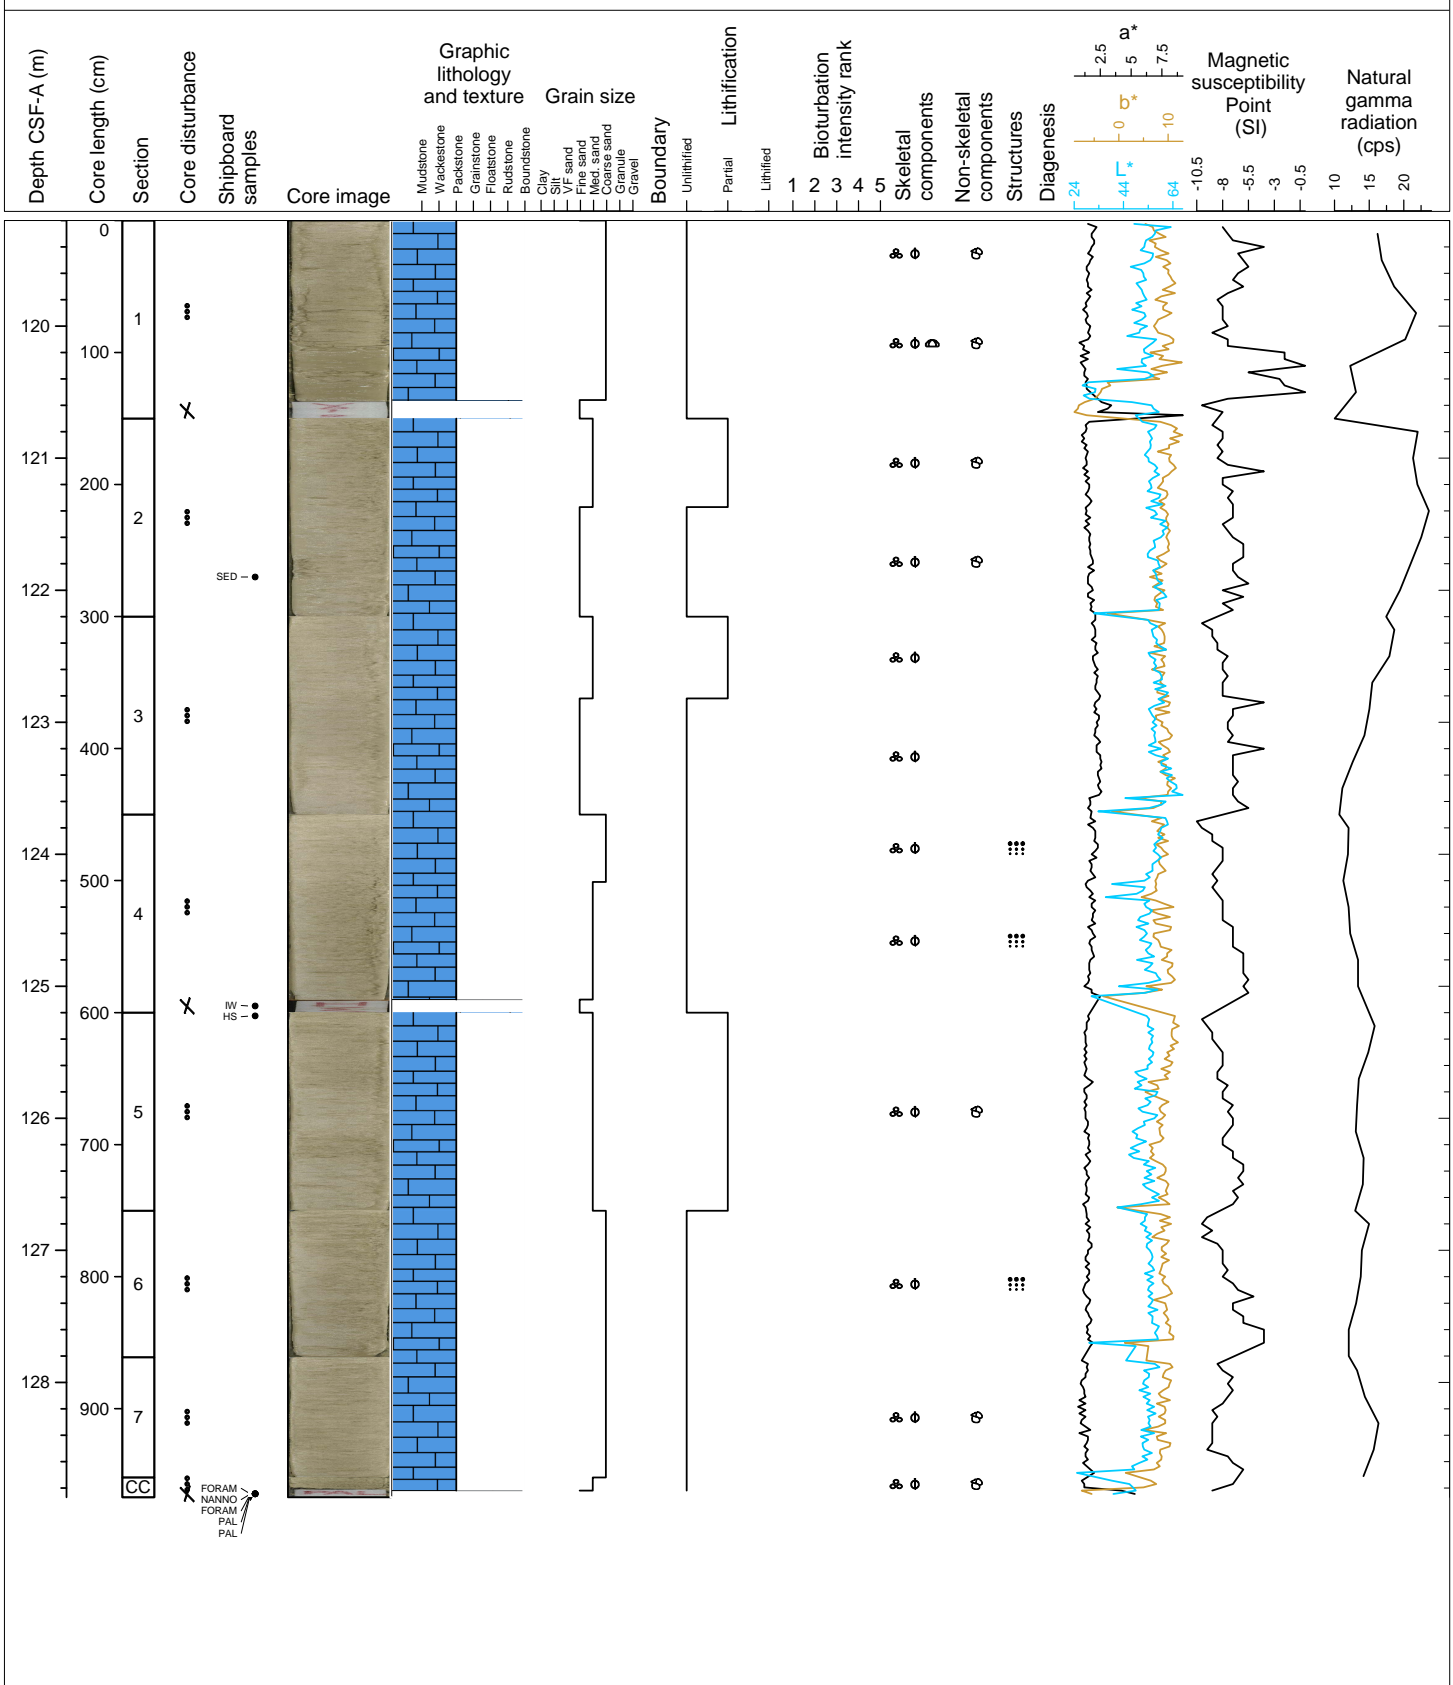 Depth CSF-A (m)
Core length (cm)
Section
Core disturbance
Shipboard
samples
Core image
Graphic
lithology
and texture
Mudstone
Wackestone
Packstone
Grainstone
Floatstone
Rudstone
Boundstone
Grain size
Clay
Silt
VF sand
Fine sand
Med. sand
Coarse sand
Granule
Gravel
Boundary
Lithification
Unlithified
Partial
Lithified
Bioturbation
intensity rank
1 2 3 4 5
Skeletal
components
Non-skeletal
components
Structures
Diagenesis
a*
2.5 5 7.5
b*
0 10
L*
24 44 64
Magnetic
susceptibility
Point
(SI)
-10.5 -8 -5.5 -3 -0.5
Natural
gamma
radiation
(cps)
10 15 20
0
1
120
100
121
200
2
SED
122
300
3
123
400
124
500
4
125
IW
600
HS
5
126
700
127
800
6
128
900
7
CC
FORAM
NANNO
FORAM
PAL
PAL